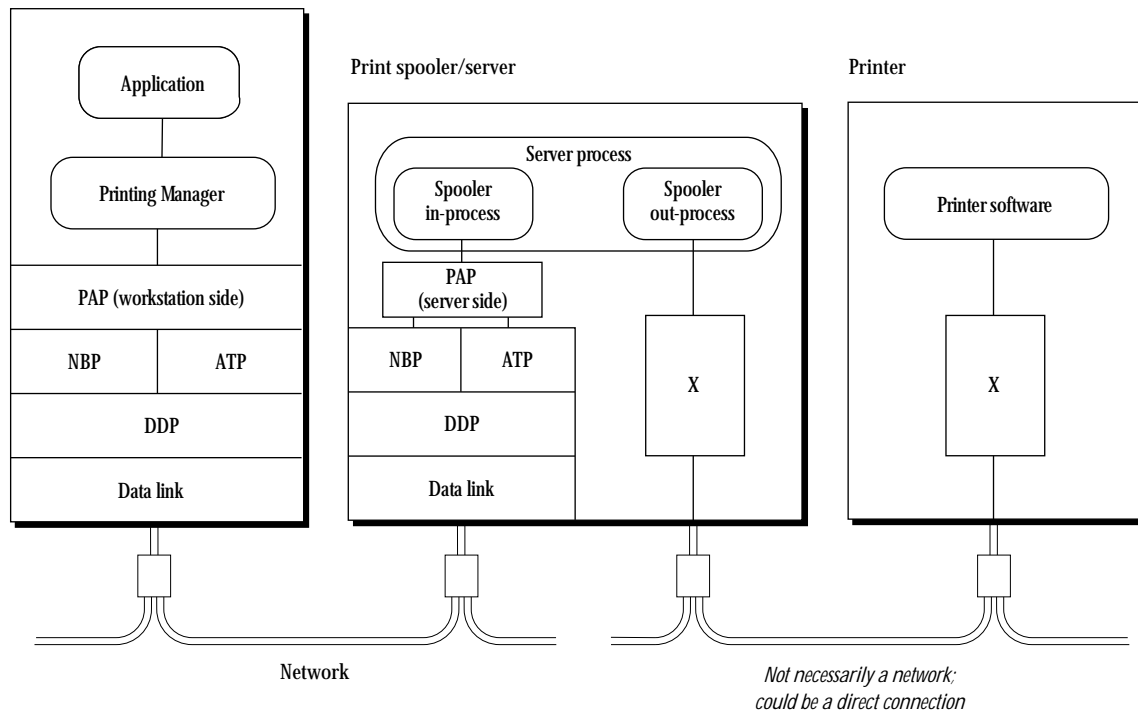 Application
Printing Manager
PAP (workstation side)
NBP
ATP
DDP
Data link
Print spooler/server
Server process
Spooler
in-process
Spooler
out-process
PAP
(server side)
NBP
ATP
DDP
Data link
X
Printer
Printer software
X
Network
Not necessarily a network;
could be a direct connection